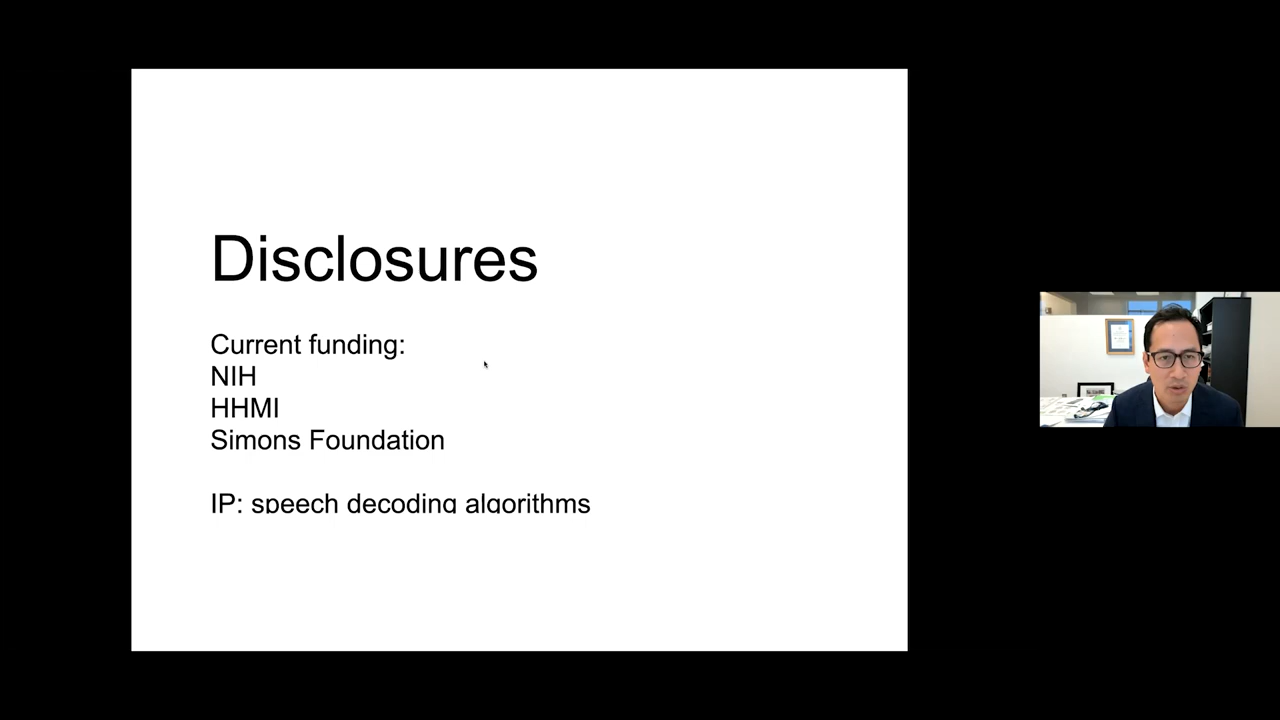 Disclosures
Current funding:
NIH
HHMI
Simons Foundation
IP: speech decoding algorithms